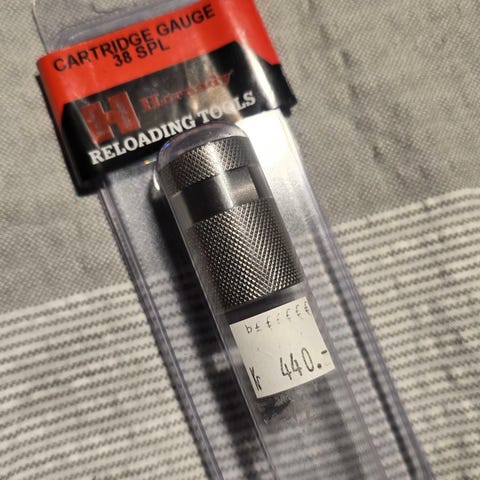 CARTRIDGE GAUGE
38 SPL
H Hornady
RELOADING TOOLS
Kr 440.-